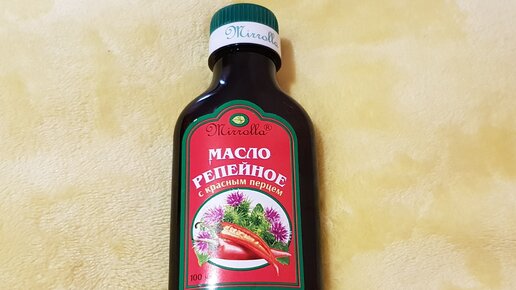 Mirrolla
Mirrolla®
МАСЛО
РЕПЕЙНОЕ
с красным перцем
100